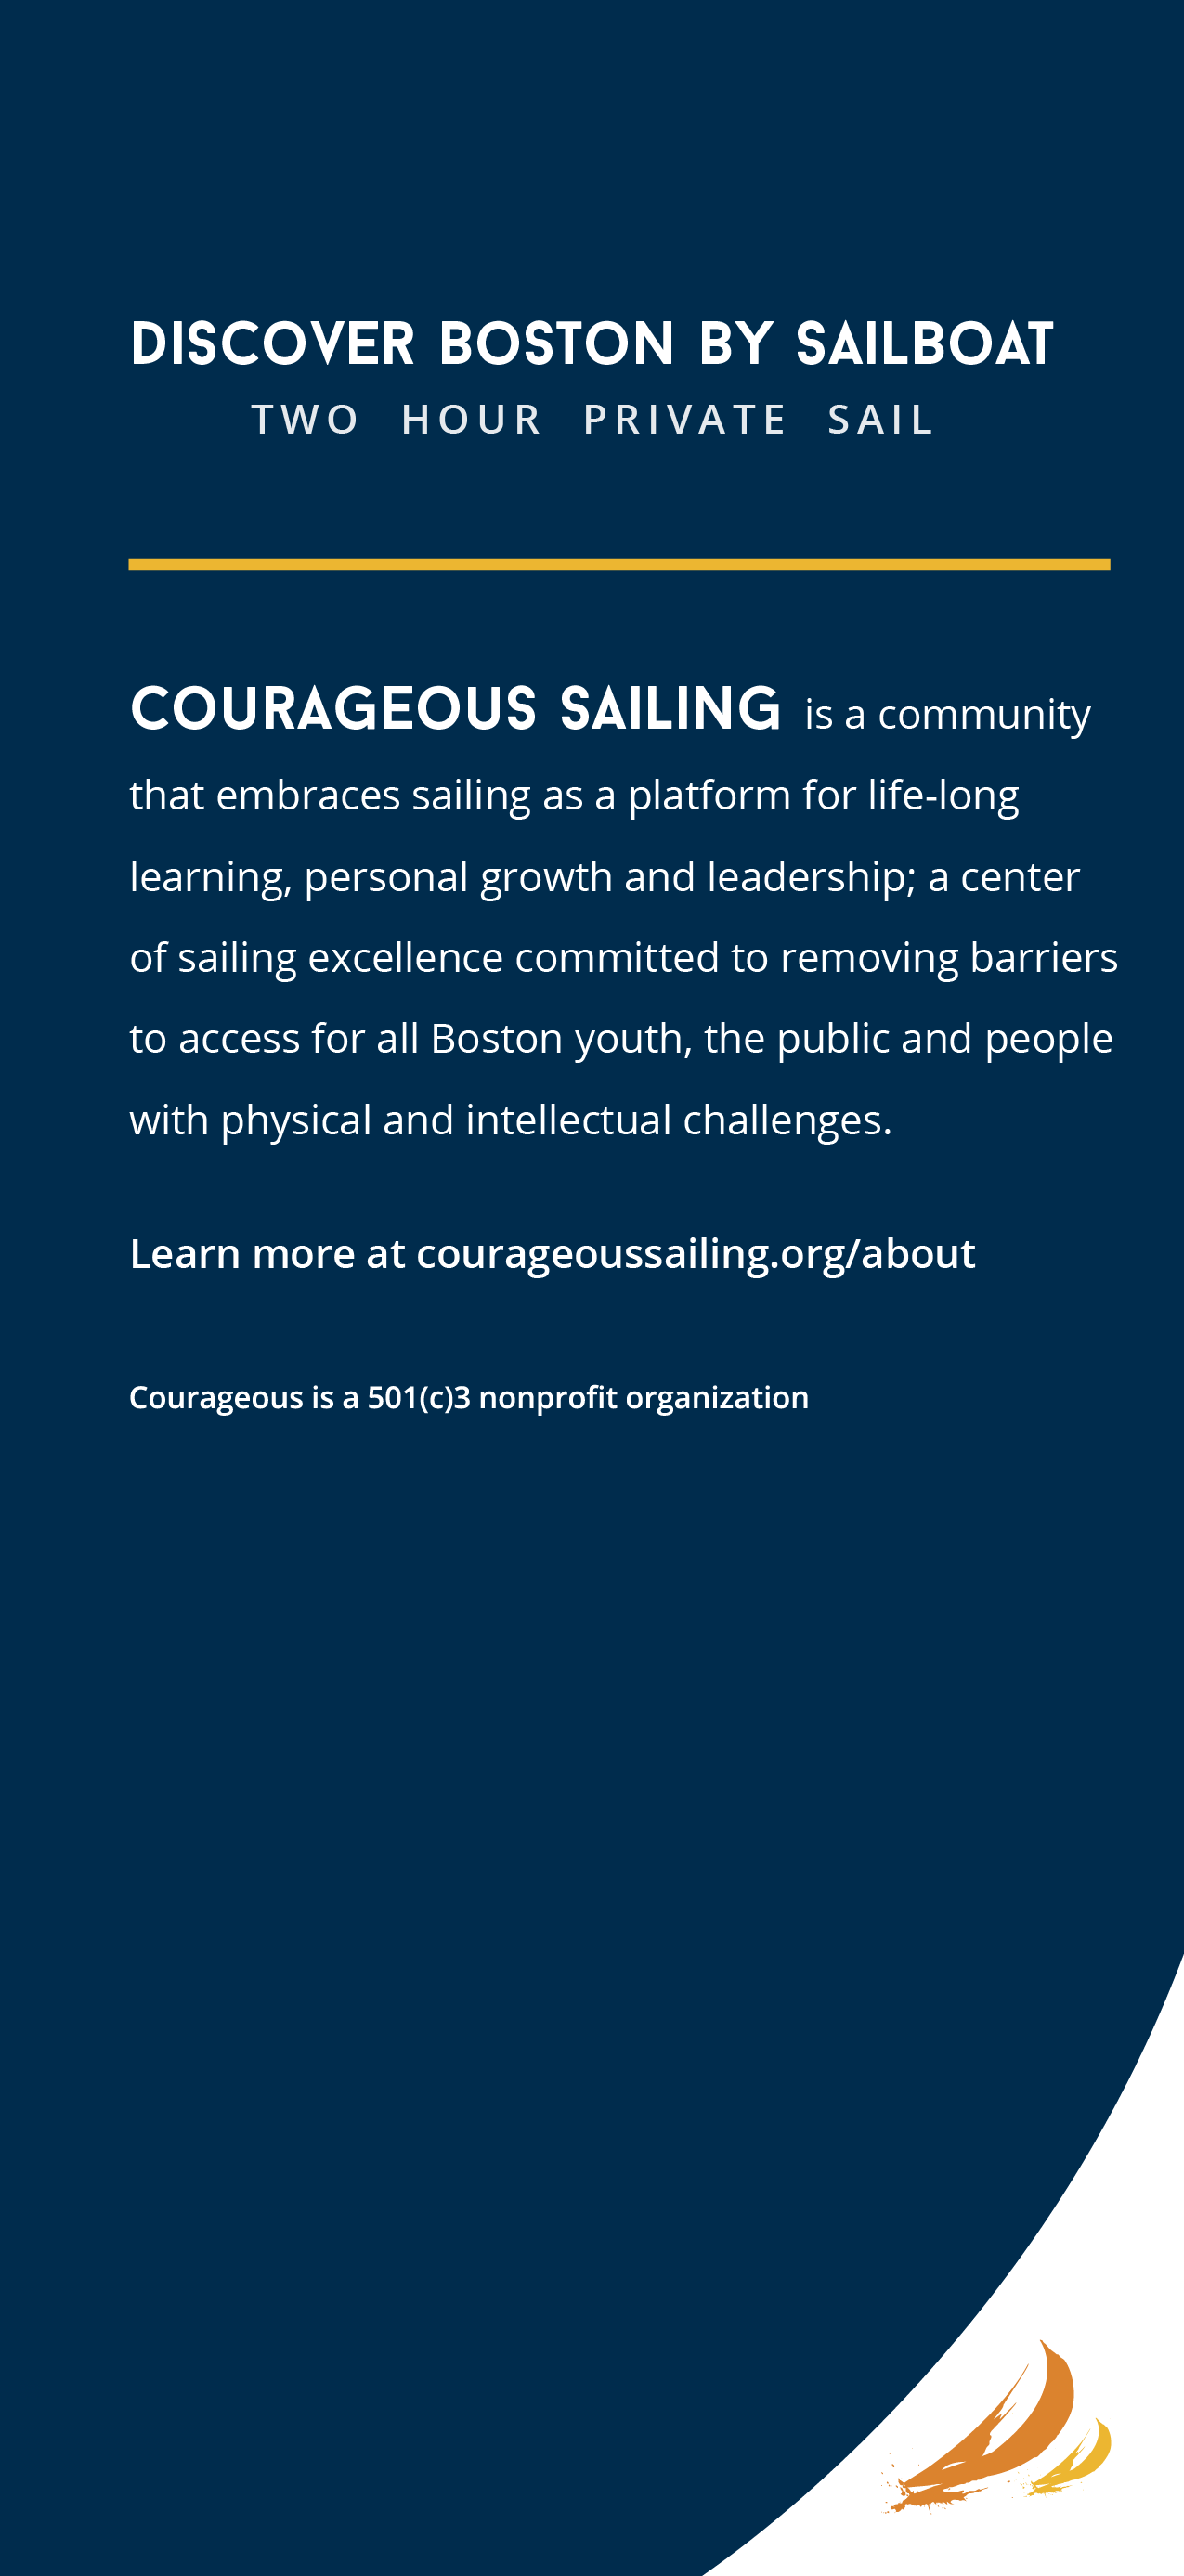 DISCOVER BOSTON BY SAILBOAT
TWO HOUR PRIVATE SAIL
COURAGEOUS SAILING is a community
that embraces sailing as a platform for life-long
learning, personal growth and leadership; a center
of sailing excellence committed to removing barriers
to access for all Boston youth, the public and people
with physical and intellectual challenges.
Learn more at courageoussailing.org/about
Courageous is a 501(c)3 nonprofit organization